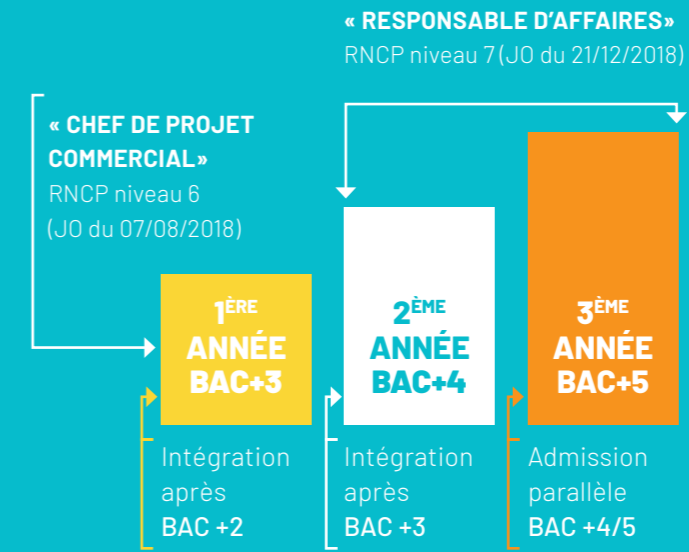 « RESPONSABLE D’AFFAIRES»
RNCP niveau 7 (JO du 21/12/2018)
« CHEF DE PROJET
COMMERCIAL»
RNCP niveau 6
(JO du 07/08/2018)
1ÈRE
ANNÉE
BAC+3
2ÈME
ANNÉE
BAC+4
3ÈME
ANNÉE
BAC+5
Intégration
après
BAC +2
Intégration
après
BAC +3
Admission
parallèle
BAC +4/5